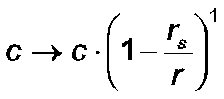 c → c · (1 − r_s / r)^1